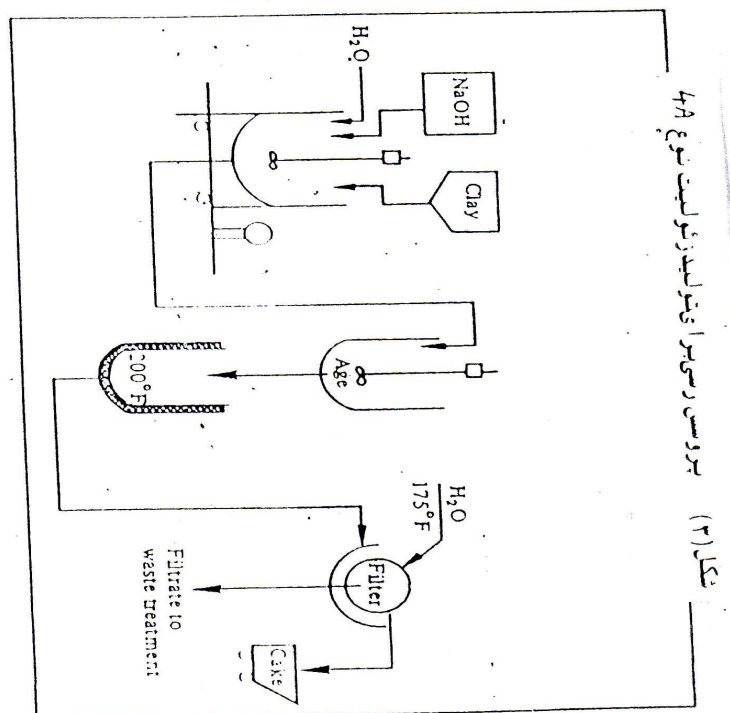 شکل (۳) پروسس رسی برای تولید زئولیت نوع 4A
H₂O
NaOH
Clay
Age
200°F
H₂O
175°F
Filter
Filtrate to
waste treatment
Cake